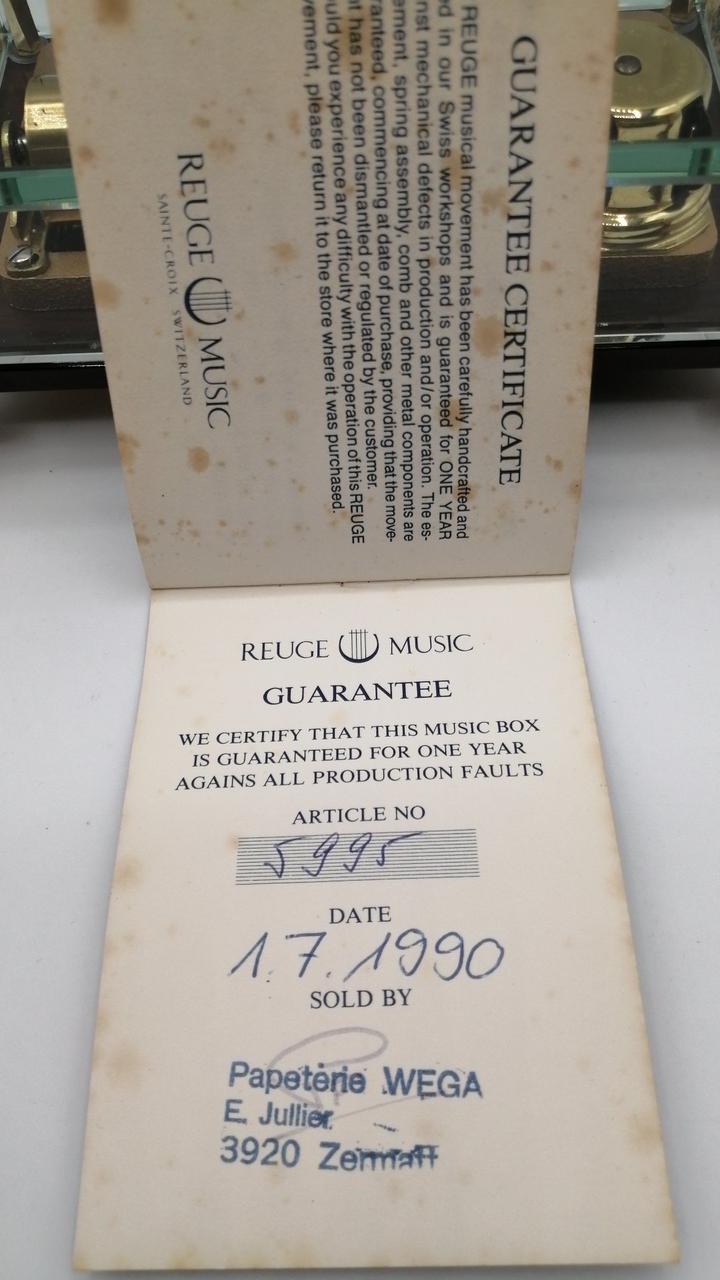 GUARANTEE CERTIFICATE
REUGE musical movement has been carefully handcrafted and
in our Swiss workshops and is guaranteed for ONE YEAR
mechanical defects in production and/or operation. The es-
spring assembly, comb and other metal components are
commencing at date of purchase, providing that the move-
has not been dismantled or regulated by the customer.
you experience any difficulty with the operation of this REUGE
please return it to the store where it was purchased.
REUGE MUSIC
SAINTE-CROIX SWITZERLAND
REUGE MUSIC
GUARANTEE
WE CERTIFY THAT THIS MUSIC BOX
IS GUARANTEED FOR ONE YEAR
AGAINS ALL PRODUCTION FAULTS
ARTICLE NO
5995
DATE
1.7.1990
SOLD BY
Papeterie WEGA
E. Jullier
3920 Zermatt